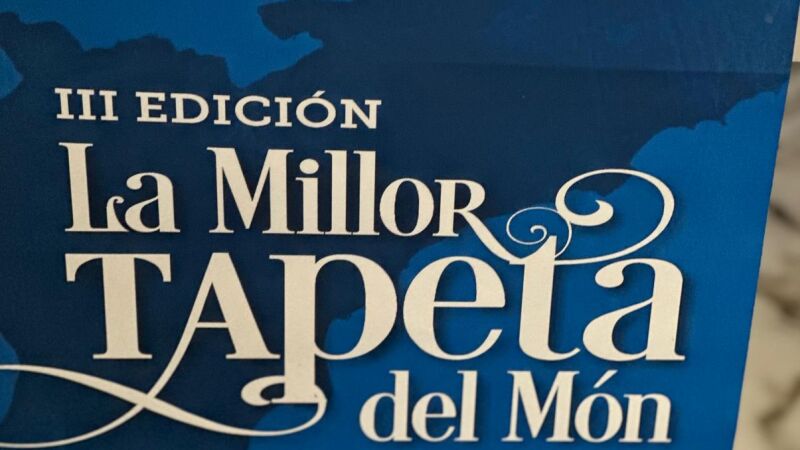 III EDICIÓN
La Millor
TApeta
del Món